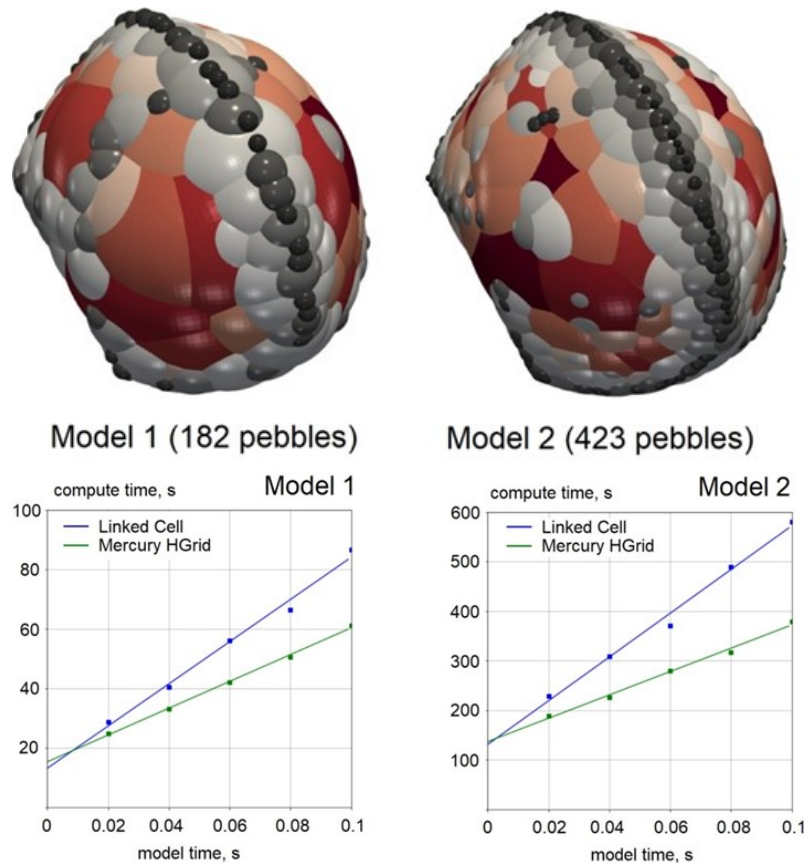 Model 1 (182 pebbles)
Model 2 (423 pebbles)
compute time, s
Model 1
100
80
60
40
20
Linked Cell
Mercury HGrid
0
0.02
0.04
0.06
0.08
0.1
model time, s
compute time, s
Model 2
600
500
400
300
200
100
Linked Cell
Mercury HGrid
0
0.02
0.04
0.06
0.08
0.1
model time, s